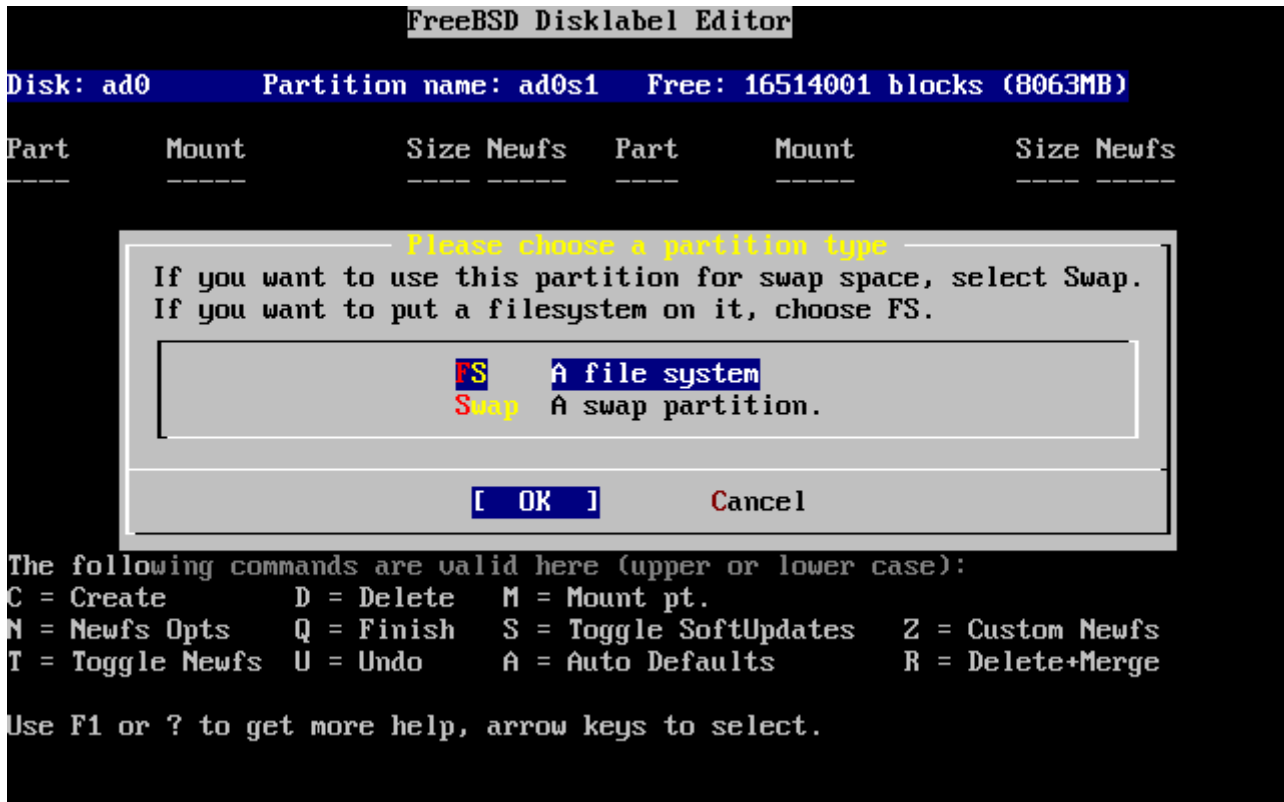 FreeBSD Disklabel Editor
Disk: ad0 Partition name: ad0s1 Free: 16514001 blocks (8063MB)
Part Mount Size Newfs Part Mount Size Newfs
---- ----- ---- ----- ---- ----- ---- -----
Please choose a partition type
If you want to use this partition for swap space, select Swap.
If you want to put a filesystem on it, choose FS.
FS A file system
Swap A swap partition.
[ OK ] Cancel
The following commands are valid here (upper or lower case):
C = Create D = Delete M = Mount pt.
N = Newfs Opts Q = Finish S = Toggle SoftUpdates Z = Custom Newfs
T = Toggle Newfs U = Undo A = Auto Defaults R = Delete+Merge
Use F1 or ? to get more help, arrow keys to select.